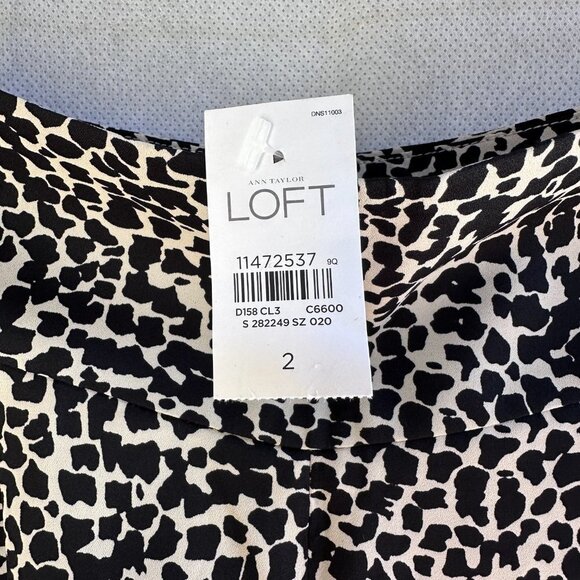 DNS11003
ANN TAYLOR
LOFT
11472537 9Q
D158 CL3 C6600
S 282249 SZ 020
2